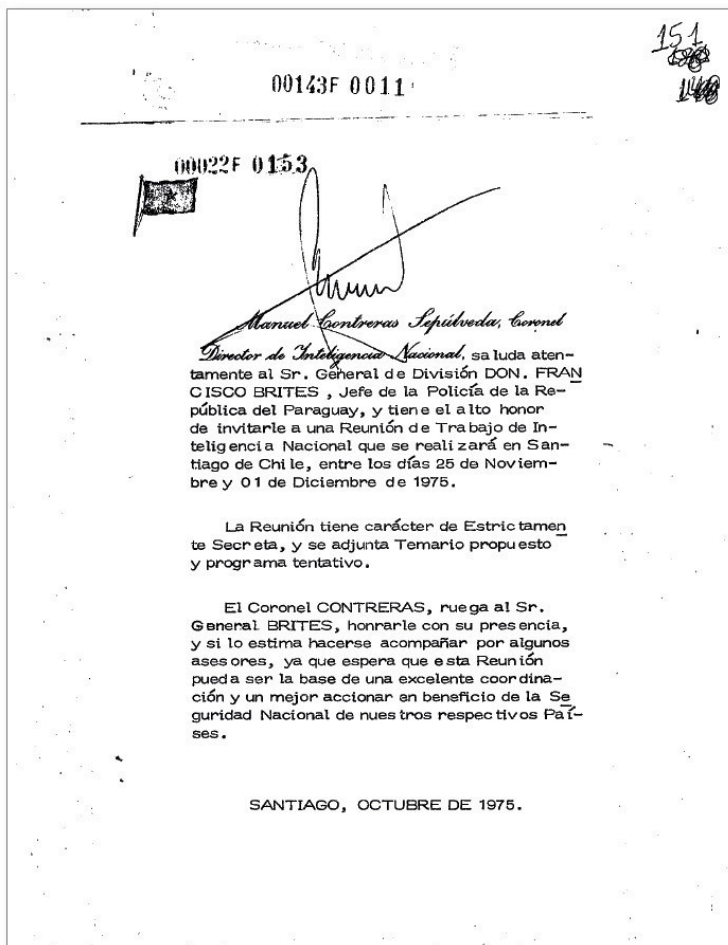 151
00143F 0011
00022F 0153
Manuel Contreras Sepúlveda, Coronel
Director de Inteligencia Nacional, saluda aten-
tamente al Sr. General de División DON. FRAN
CISCO BRITES , Jefe de la Policía de la Re-
pública del Paraguay, y tiene el alto honor
de invitarle a una Reunión de Trabajo de In-
teligencia Nacional que se realizará en San-
tiago de Chile, entre los días 25 de Noviem-
bre y 01 de Diciembre de 1975.
La Reunión tiene carácter de Estrictamen
te Secreta, y se adjunta Temario propuesto
y programa tentativo.
El Coronel CONTRERAS, ruega al Sr.
General BRITES, honrarle con su presencia,
y si lo estima hacerse acompañar por algunos
asesores, ya que espera que esta Reunión
pueda ser la base de una excelente coordina-
ción y un mejor accionar en beneficio de la Se
guridad Nacional de nuestros respectivos Paí-
ses.
SANTIAGO, OCTUBRE DE 1975.